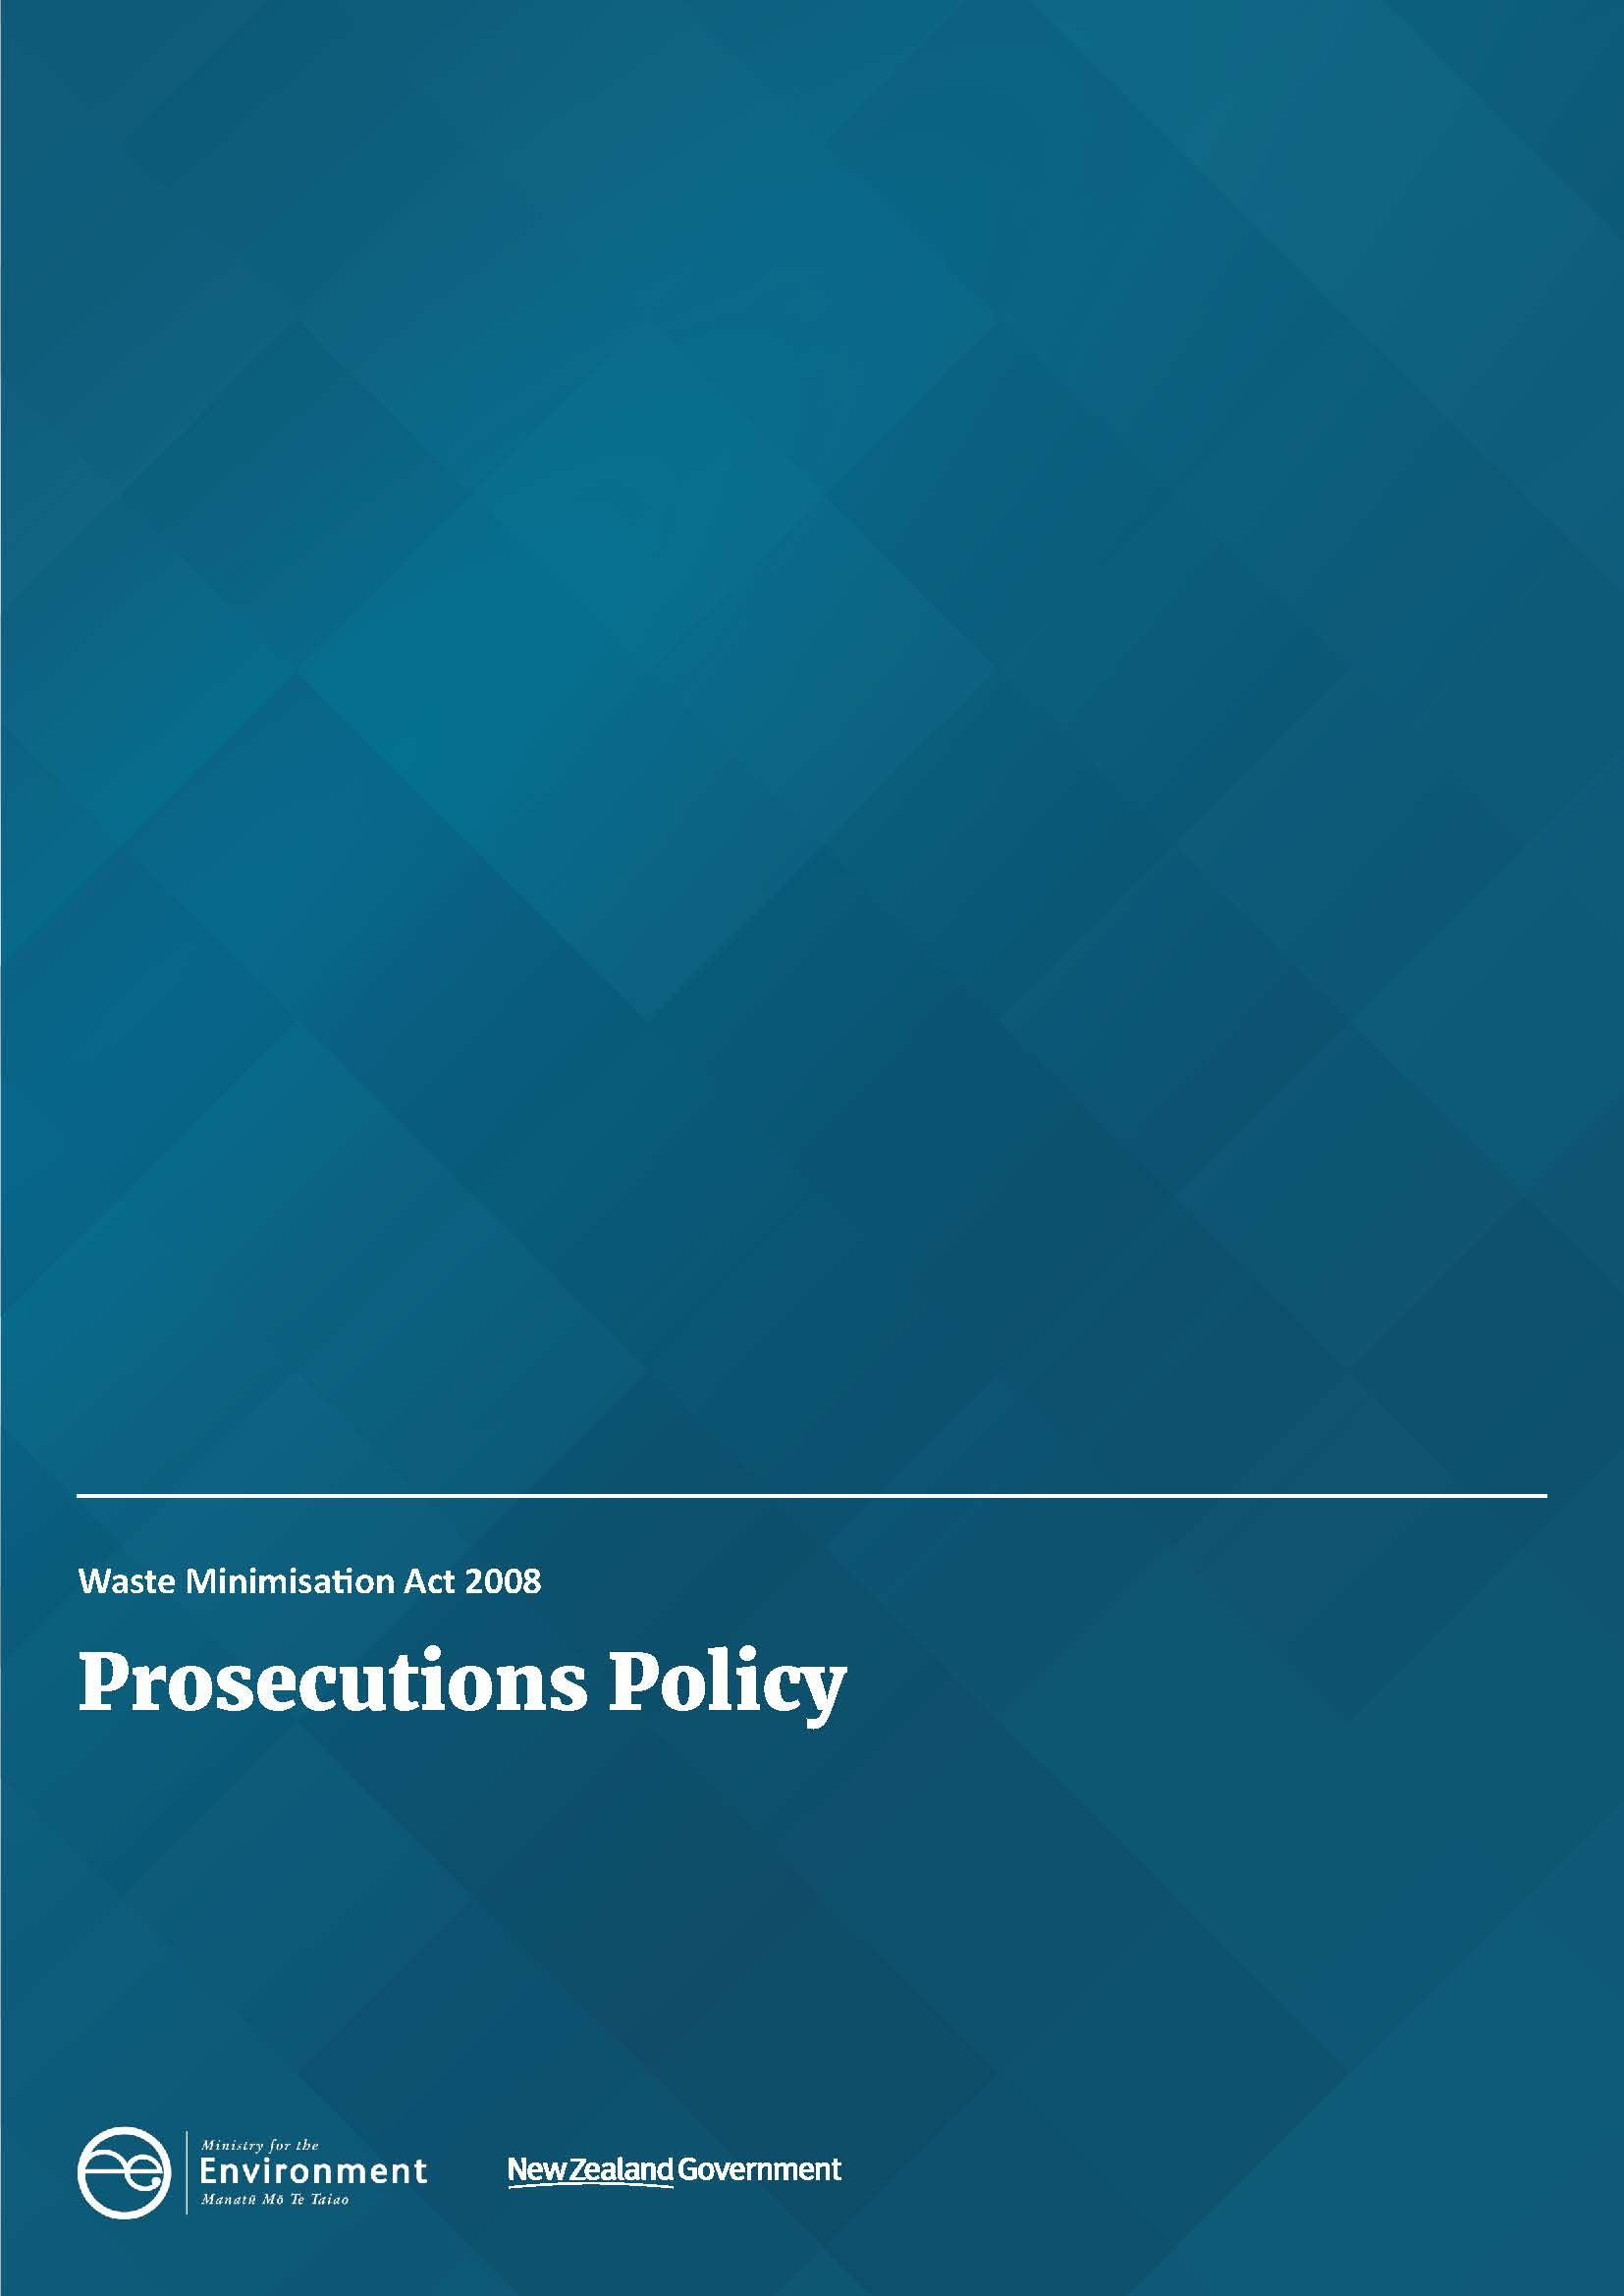 Waste Minimisation Act 2008
Prosecutions Policy
Ministry for the
Environment
Manatū Mō Te Taiao
New Zealand Government